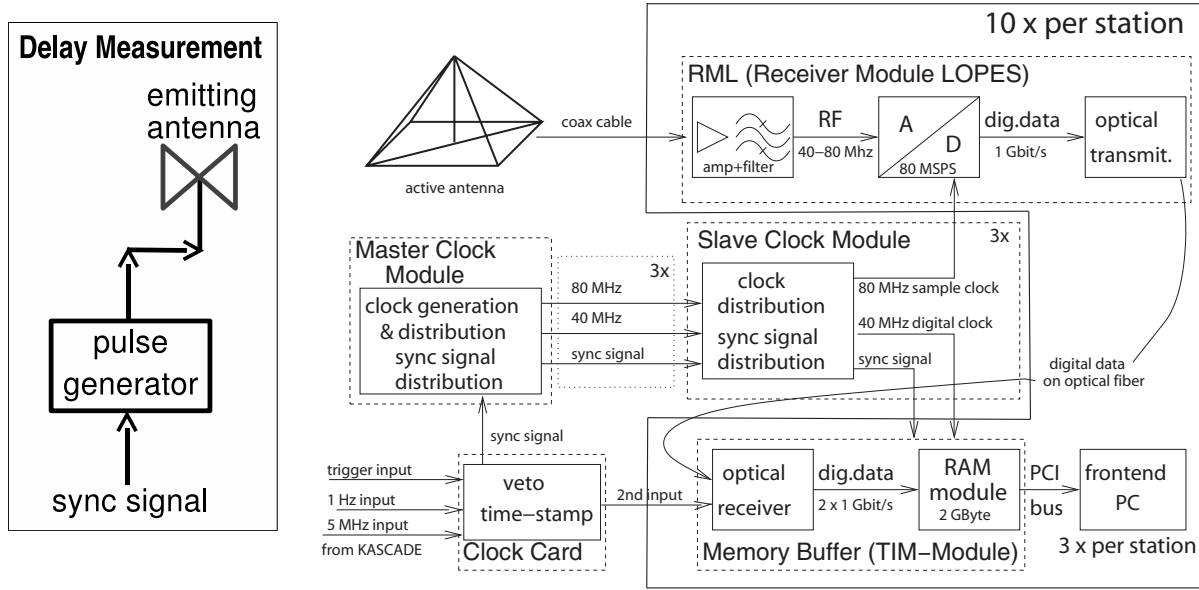 Delay Measurement
emitting
antenna
pulse
generator
sync signal
10 x per station
RML (Receiver Module LOPES)
coax cable
active antenna
amp+filter
RF
40–80 Mhz
A
D
80 MSPS
dig.data
1 Gbit/s
optical
transmit.
Master Clock
Module
clock generation
& distribution
sync signal
distribution
3x
80 MHz
40 MHz
sync signal
Slave Clock Module
3x
clock
distribution
sync signal
distribution
80 MHz sample clock
40 MHz digital clock
sync signal
digital data
on optical fiber
sync signal
trigger input
1 Hz input
5 MHz input
from KASCADE
veto
time–stamp
Clock Card
2nd input
optical
receiver
dig.data
2 x 1 Gbit/s
RAM
module
2 GByte
Memory Buffer (TIM–Module)
PCI
bus
frontend
PC
3 x per station